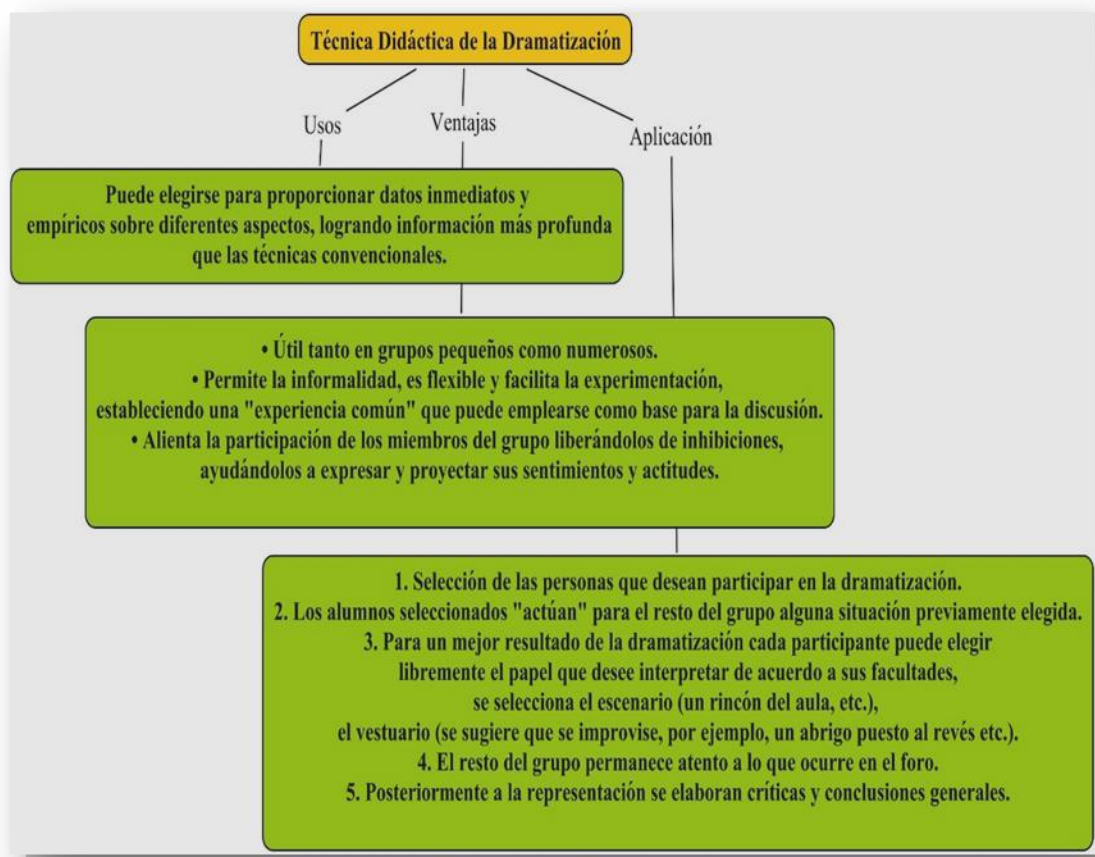 Técnica Didáctica de la Dramatización
Usos
Ventajas
Aplicación
Puede elegirse para proporcionar datos inmediatos y
empíricos sobre diferentes aspectos, logrando información más profunda
que las técnicas convencionales.
• Útil tanto en grupos pequeños como numerosos.
• Permite la informalidad, es flexible y facilita la experimentación,
estableciendo una "experiencia común" que puede emplearse como base para la discusión.
• Alienta la participación de los miembros del grupo liberándolos de inhibiciones,
ayudándolos a expresar y proyectar sus sentimientos y actitudes.
1. Selección de las personas que desean participar en la dramatización.
2. Los alumnos seleccionados "actúan" para el resto del grupo alguna situación previamente elegida.
3. Para un mejor resultado de la dramatización cada participante puede elegir
libremente el papel que desee interpretar de acuerdo a sus facultades,
se selecciona el escenario (un rincón del aula, etc.),
el vestuario (se sugiere que se improvise, por ejemplo, un abrigo puesto al revés etc.).
4. El resto del grupo permanece atento a lo que ocurre en el foro.
5. Posteriormente a la representación se elaboran críticas y conclusiones generales.